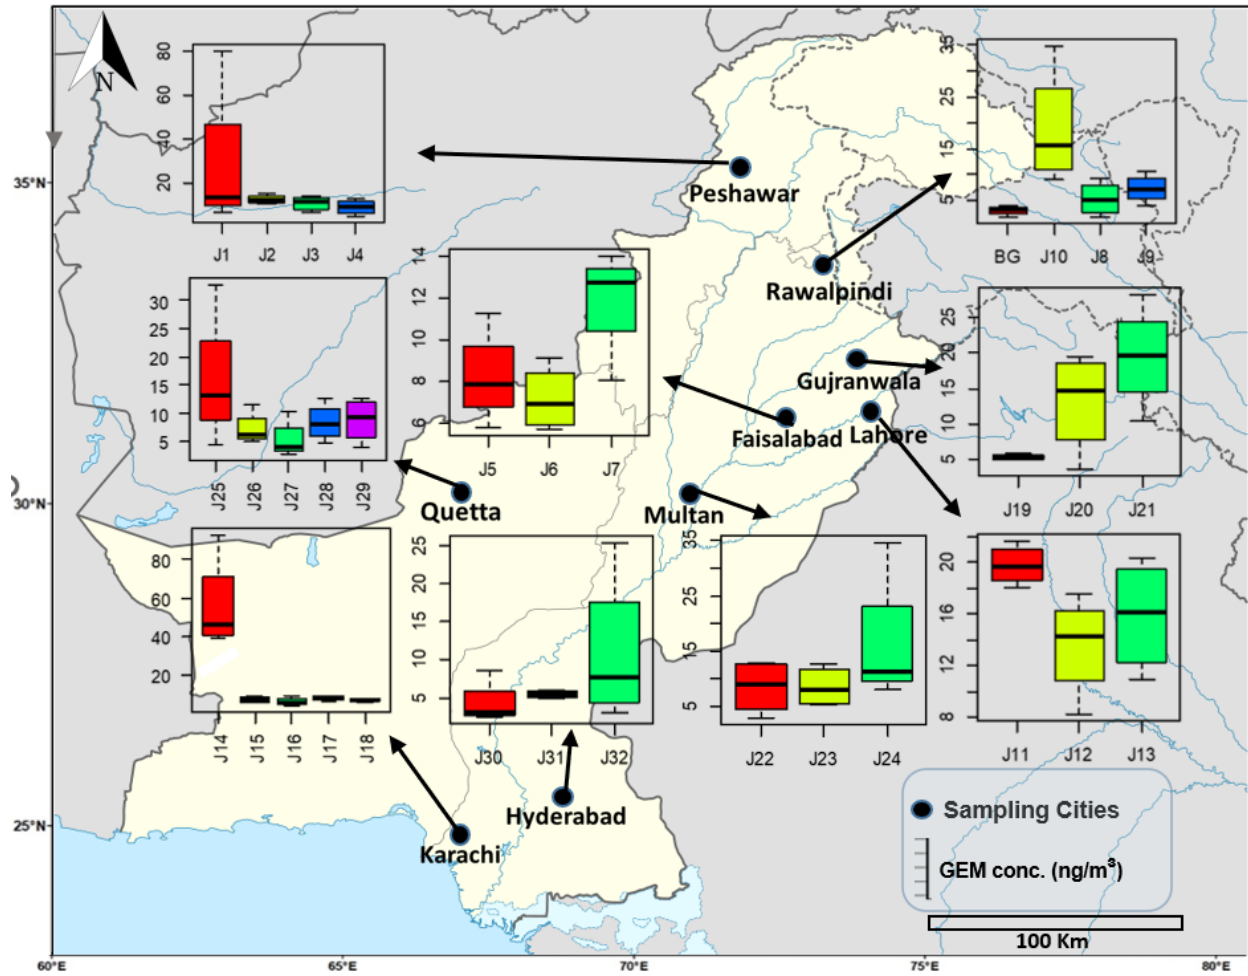 N
80
60
40
20
J1 J2 J3 J4
35
25
15
5
BG J10 J8 J9
35°N
Peshawar
Rawalpindi
14
12
10
8
6
J5 J6 J7
30
25
20
15
10
5
J25 J26 J27 J28 J29
25
20
15
10
5
J19 J20 J21
Gujranwala
Faisalabad Lahore
30°N
Quetta
Multan
80
60
40
20
J14 J15 J16 J17 J18
25
20
15
10
5
J30 J31 J32
35
25
15
5
J22 J23 J24
20
16
12
8
J11 J12 J13
Hyderabad
25°N
Karachi
Sampling Cities
GEM conc. (ng/m³)
100 Km
60°E 65°E 70°E 75°E 80°E